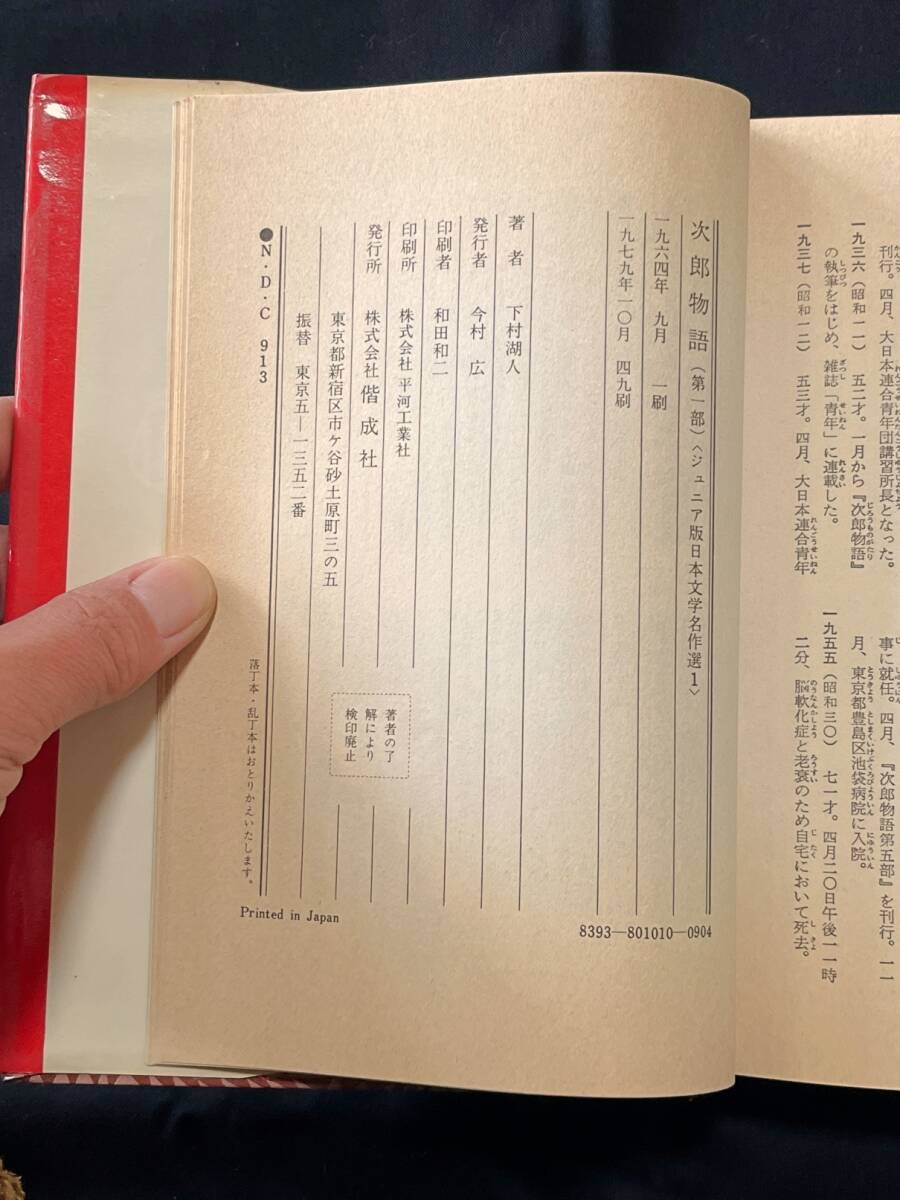 刊行。四月、大日本連合青年団講習所長となった。
一九三六（昭和一一）　五二才。一月から『次郎物語』
の執筆をはじめ、雑誌「青年」に連載した。
一九三七（昭和一二）　五三才。四月、大日本連合青年
事に就任。四月、『次郎物語第五部』を刊行。一一
月、東京都豊島区池袋病院に入院。
一九五五（昭和三〇）　七一才。四月二〇日午後一一時
二分、脳軟化症と老衰のため自宅において死去。
次郎物語（第一部）〈ジュニア版日本文学名作選1〉
一九六四年　九月　一刷
一九七九年一〇月　四九刷
著者　下村湖人
発行者　今村広
印刷者　和田和二
印刷所　株式会社 平河工業社
発行所　株式会社 偕成社
東京都新宿区市ケ谷砂土原町三の五
振替　東京五―一三五二番
著者の了
解により
検印廃止
●N・D・C 913
落丁本・乱丁本はおとりかえいたします。
8393―801010―0904
Printed in Japan